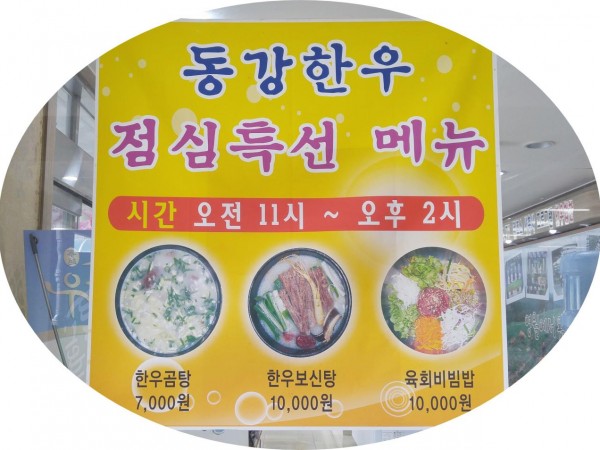 동강한우
점심특선 메뉴
시간 오전 11시 ~ 오후 2시
한우곰탕 한우보신탕 육회비빔밥
7,000원 10,000원 10,000원